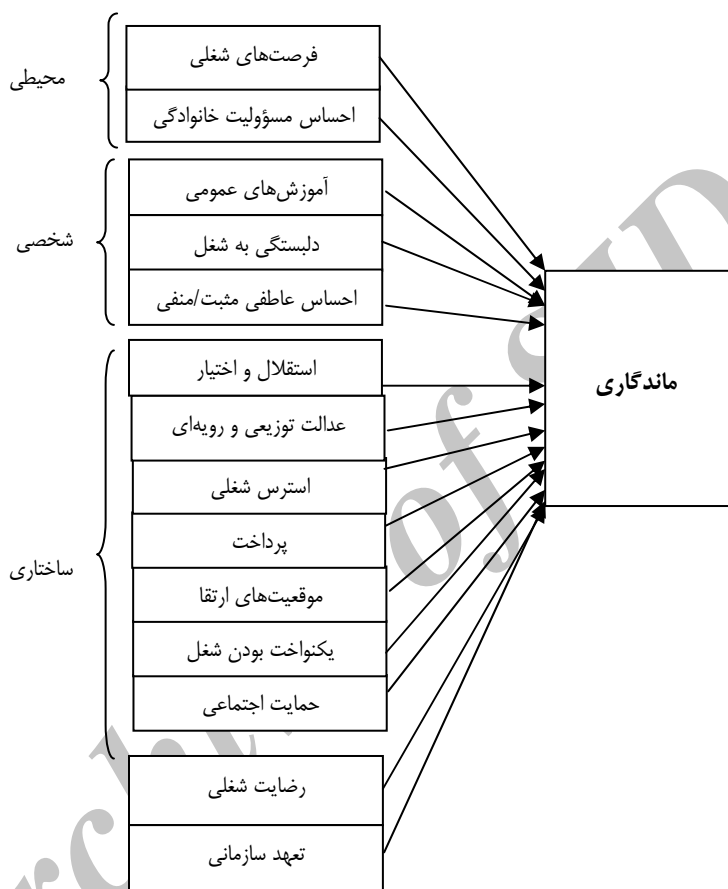 محیطی
فرصت‌های شغلی
احساس مسؤولیت خانوادگی
شخصی
آموزش‌های عمومی
دلبستگی به شغل
احساس عاطفی مثبت/منفی
ماندگاری
ساختاری
استقلال و اختیار
عدالت توزیعی و رویه‌ای
استرس شغلی
پرداخت
موقعیت‌های ارتقا
یکنواخت بودن شغل
حمایت اجتماعی
رضایت شغلی
تعهد سازمانی